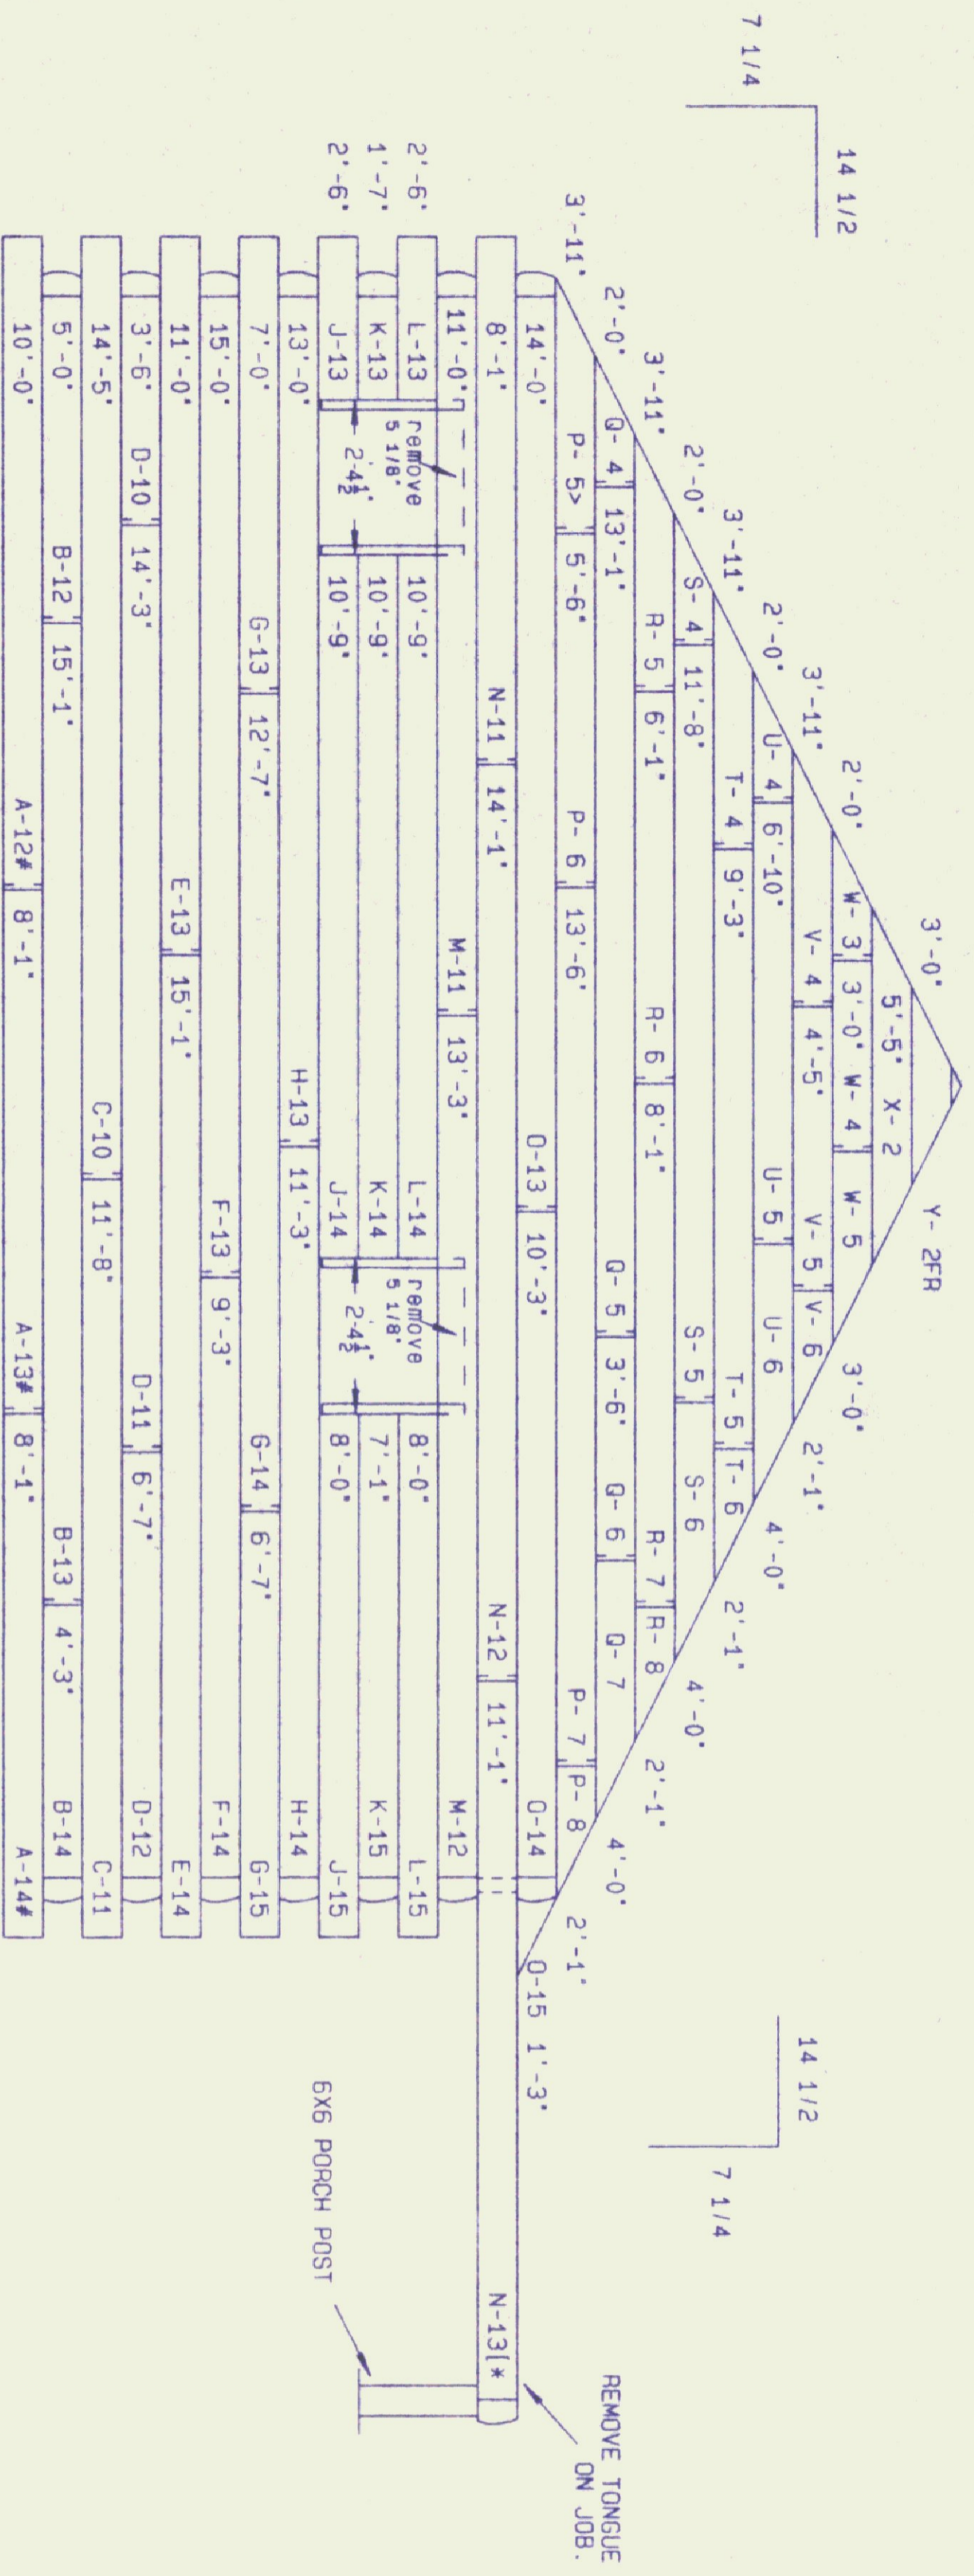 7 1/4
14 1/2
3'-0"
Y- 2FR
5'-5" X- 2
2'-0"
W- 3 3'-0" W- 4 W- 5
3'-0"
3'-11"
V- 4 4'-5" V- 5 V- 6
2'-1"
2'-0"
U- 4 6'-10" U- 5 U- 6
4'-0"
3'-11"
T- 4 9'-3" T- 5 T- 6
2'-1"
2'-0"
S- 4 11'-8" S- 5 S- 6
4'-0"
3'-11"
R- 5 6'-1" R- 6 8'-1" R- 7 R- 8
2'-1"
2'-0"
Q- 4 13'-1" Q- 5 3'-6" Q- 6 Q- 7
4'-0"
3'-11"
P- 5> 5'-6" P- 6 13'-6" P- 7 P- 8
2'-1"
14 1/2
7 1/4
14'-0" O-13 10'-3" O-14 O-15 1'-3"
8'-1" N-11 14'-1" N-12 11'-1" N-13(*
REMOVE TONGUE
ON JOB.
11'-0" M-11 13'-3" M-12
2'-6" L-13 remove 10'-9" L-14 remove 8'-0" L-15
5 1/8" 5 1/8"
1'-7" K-13 10'-9" K-14 7'-1" K-15
2'-4½" 2'-4½"
2'-6" J-13 10'-9" J-14 8'-0" J-15
6X6 PORCH POST
13'-0" H-13 11'-3" H-14
7'-0" G-13 12'-7" G-14 6'-7" G-15
15'-0" F-13 9'-3" F-14
11'-0" E-13 15'-1" E-14
3'-6" D-10 14'-3" D-11 6'-7" D-12
14'-5" C-10 11'-8" C-11
5'-0" B-12 15'-1" B-13 4'-3" B-14
10'-0" A-12# 8'-1" A-13# 8'-1" A-14#